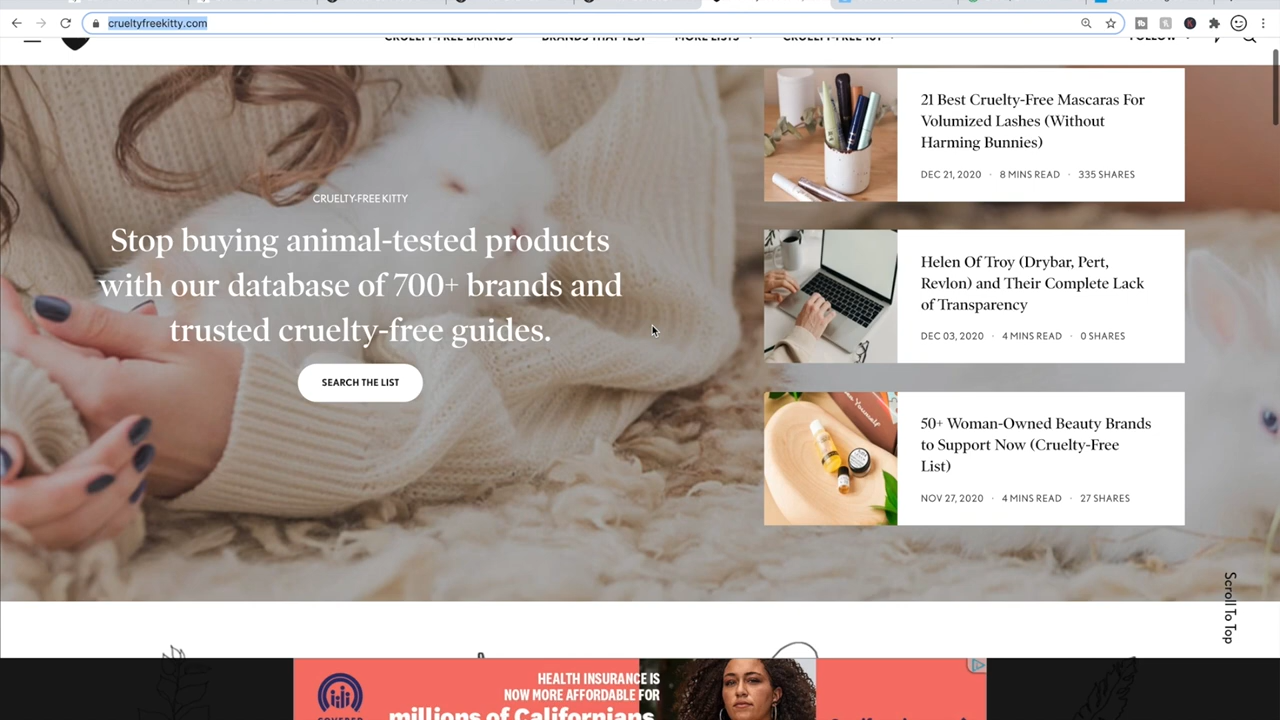 crueltyfreekitty.com
CRUELTY-FREE BRANDS
BRANDS THAT TEST
MORE LISTS
CRUELTY-FREE 101
FOLLOW
CRUELTY-FREE KITTY
Stop buying animal-tested products
with our database of 700+ brands and
trusted cruelty-free guides.
SEARCH THE LIST
21 Best Cruelty-Free Mascaras For
Volumized Lashes (Without
Harming Bunnies)
DEC 21, 2020 · 8 MINS READ · 335 SHARES
Helen Of Troy (Drybar, Pert,
Revlon) and Their Complete Lack
of Transparency
DEC 03, 2020 · 4 MINS READ · 0 SHARES
50+ Woman-Owned Beauty Brands
to Support Now (Cruelty-Free
List)
NOV 27, 2020 · 4 MINS READ · 27 SHARES
Scroll To Top
HEALTH INSURANCE IS
NOW MORE AFFORDABLE FOR
millions of Californians